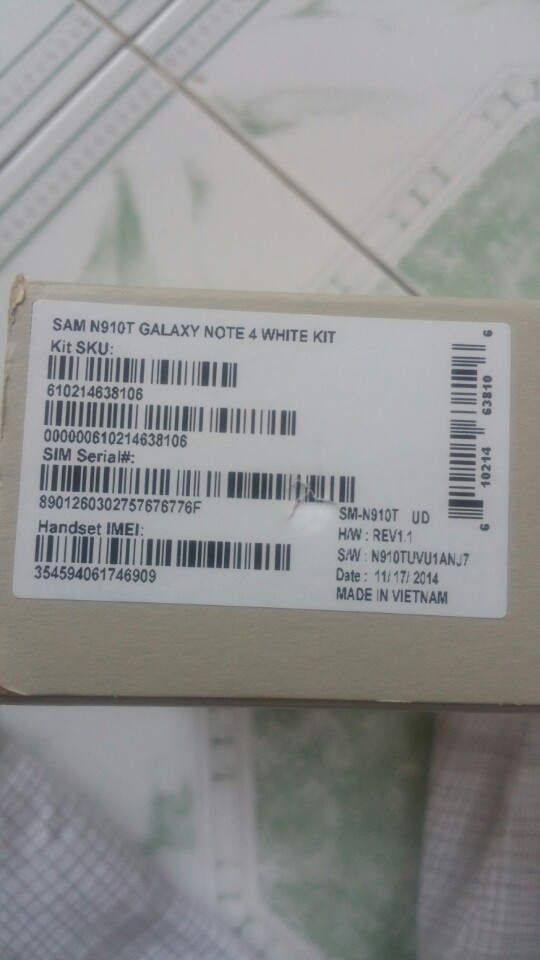 SAM N910T GALAXY NOTE 4 WHITE KIT
Kit SKU:
610214638106
000000610214638106
SIM Serial#:
8901260302757676776F
Handset IMEI:
354594061746909
SM-N910T UD
H/W : REV1.1
S/W : N910TUVU1ANJ7
Date : 11/17/2014
MADE IN VIETNAM
6 10214 63810 6